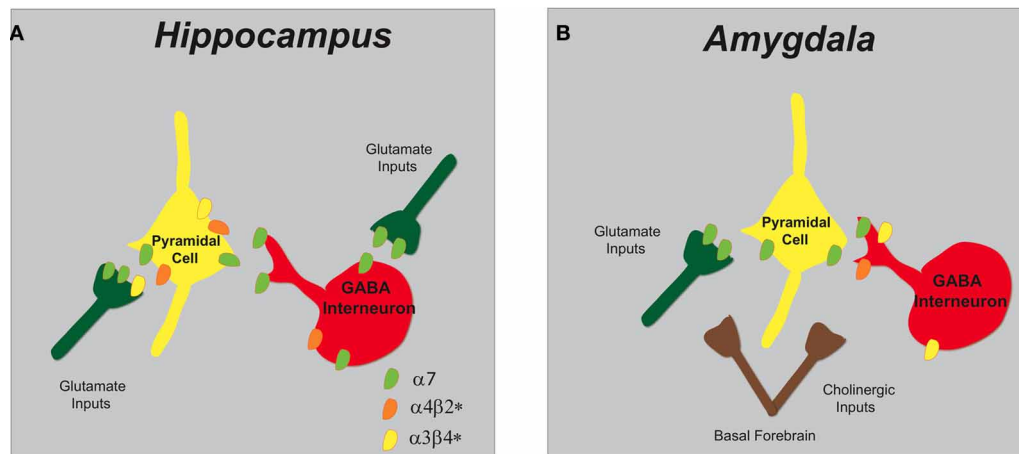 A
Hippocampus
Glutamate
Inputs
Pyramidal
Cell
GABA
Interneuron
Glutamate
Inputs
α7
α4β2*
α3β4*
B
Amygdala
Glutamate
Inputs
Pyramidal
Cell
GABA
Interneuron
Cholinergic
Inputs
Basal Forebrain